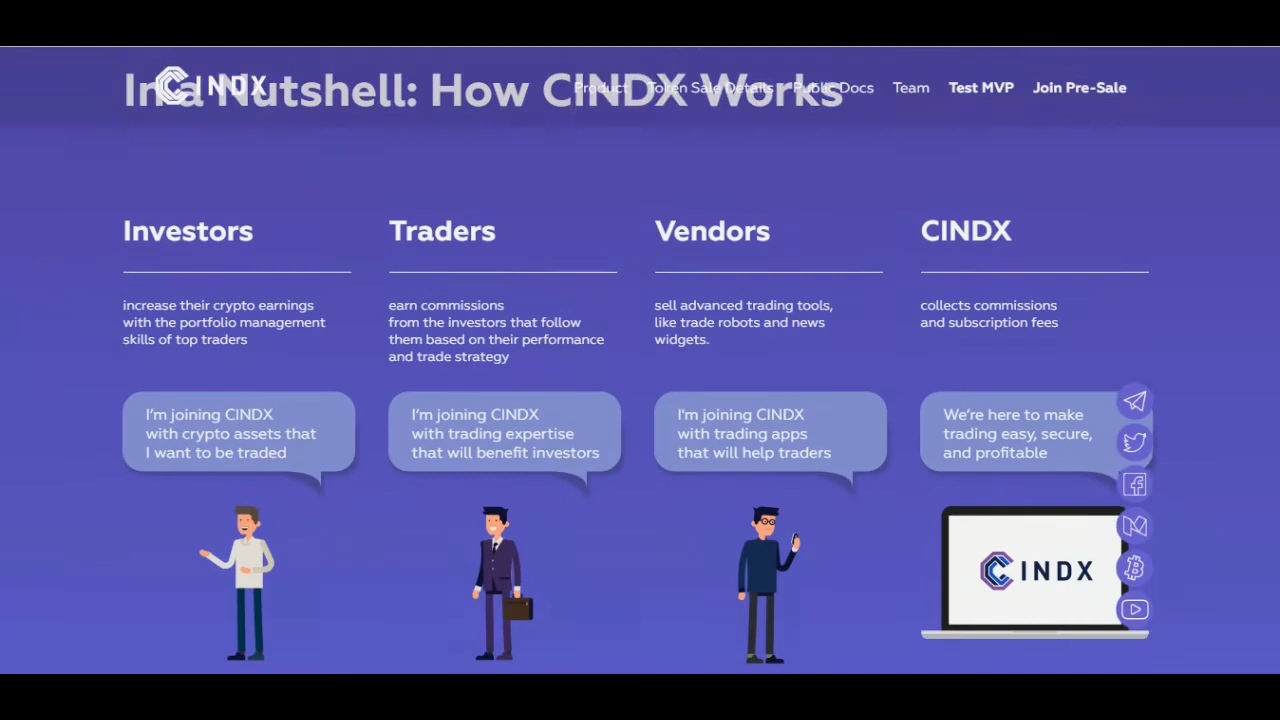 In a Nutshell: How CINDX Works
CINDX
Product
Token Sale Details
Public Docs
Team
Test MVP
Join Pre-Sale
Investors
increase their crypto earnings
with the portfolio management
skills of top traders
I'm joining CINDX
with crypto assets that
I want to be traded
Traders
earn commissions
from the investors that follow
them based on their performance
and trade strategy
I'm joining CINDX
with trading expertise
that will benefit investors
Vendors
sell advanced trading tools,
like trade robots and news
widgets.
I'm joining CINDX
with trading apps
that will help traders
CINDX
collects commissions
and subscription fees
We're here to make
trading easy, secure,
and profitable
CINDX